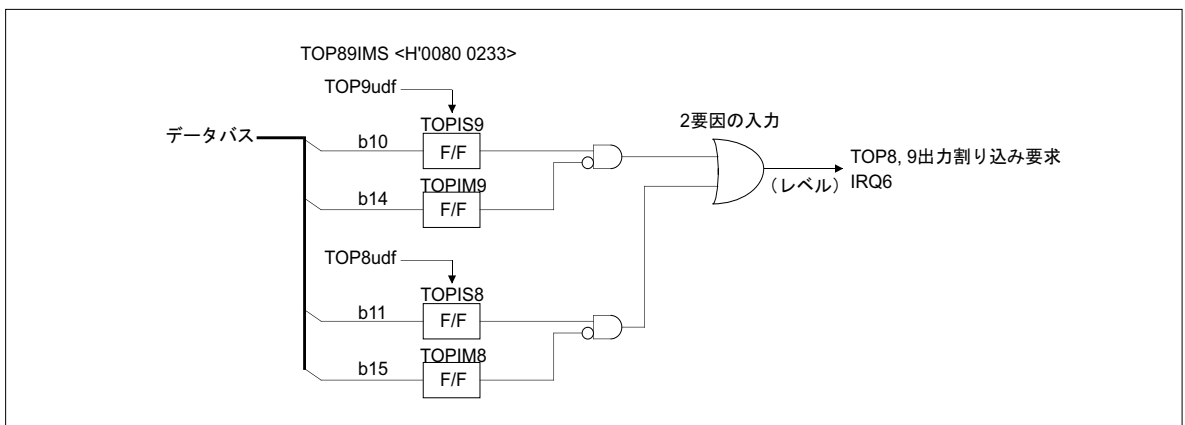 TOP89IMS <H'0080 0233>
TOP9udf
TOPIS9
データバス
b10
F/F
2要因の入力
TOP8, 9出力割り込み要求
(レベル)
IRQ6
TOPIM9
b14
F/F
TOP8udf
TOPIS8
b11
F/F
TOPIM8
b15
F/F